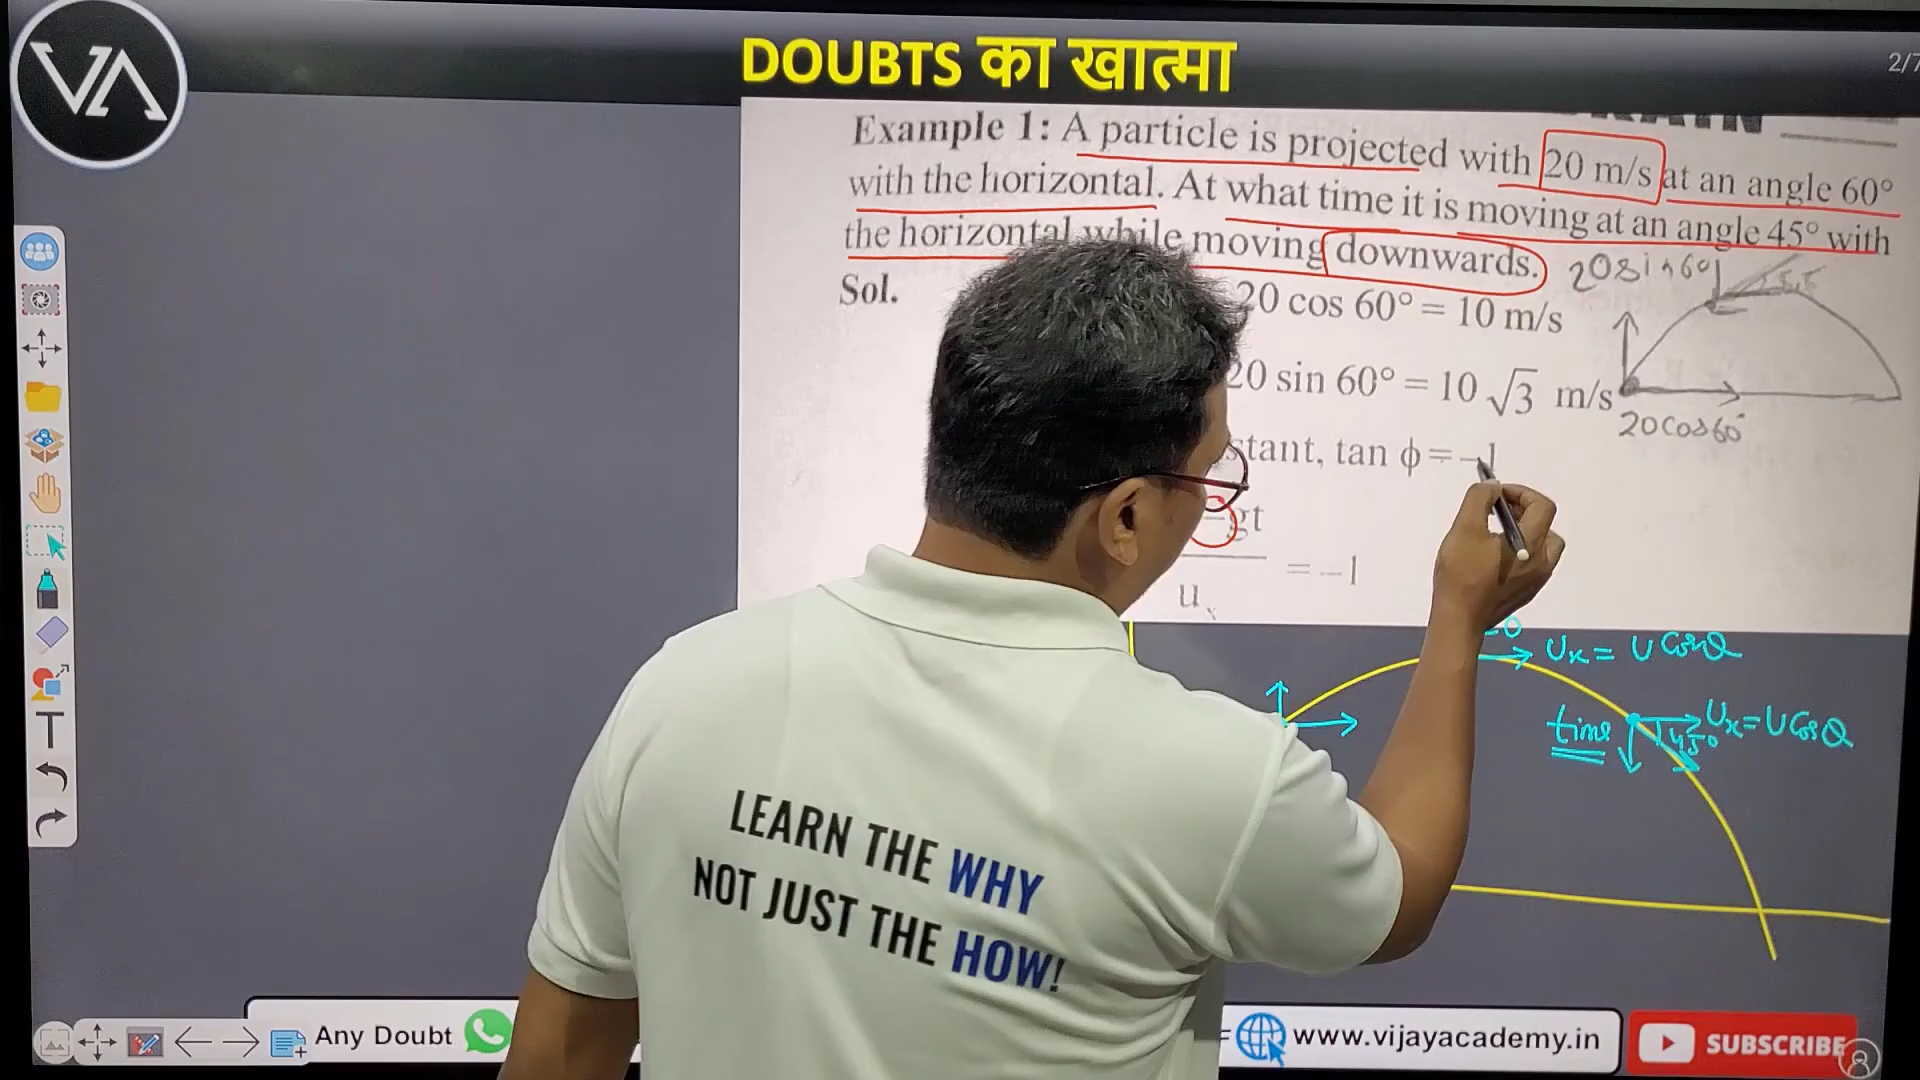 VA
DOUBTS का खात्मा
2/7
Example 1: A particle is projected with 20 m/s at an angle 60°
with the horizontal. At what time it is moving at an angle 45° with
the horizontal while moving downwards.
20sin60
Sol.
20 cos 60° = 10 m/s
20 sin 60° = 10 √3 m/s
20cos60°
stant, tan ϕ = –1
–gt
= –1
u x
Ux = U Cosθ
time
45°
Ux = U Cosθ
LEARN THE WHY
NOT JUST THE HOW!
T
Any Doubt
www.vijayacademy.in
SUBSCRIBE